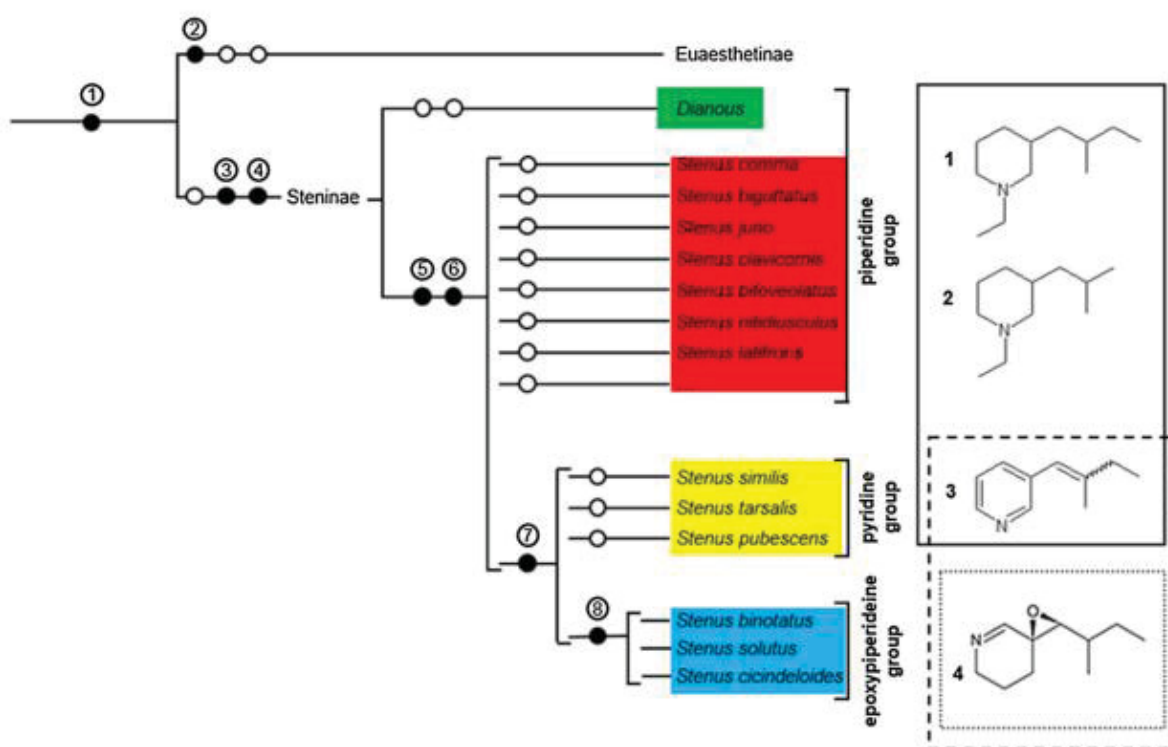 ②
Euaesthetinae
①
Dianous
③ ④ Steninae
Stenus comma
Stenus biguttatus
Stenus juno
⑤ ⑥
Stenus clavicornis
Stenus bifoveolatus
Stenus nitidiusculus
Stenus latifrons
piperidine
group
⑦
Stenus similis
Stenus tarsalis
Stenus pubescens
pyridine
group
⑧
Stenus binotatus
Stenus solutus
Stenus cicindeloides
epoxypiperideine
group
1
N
2
N
3
N
4
O
N